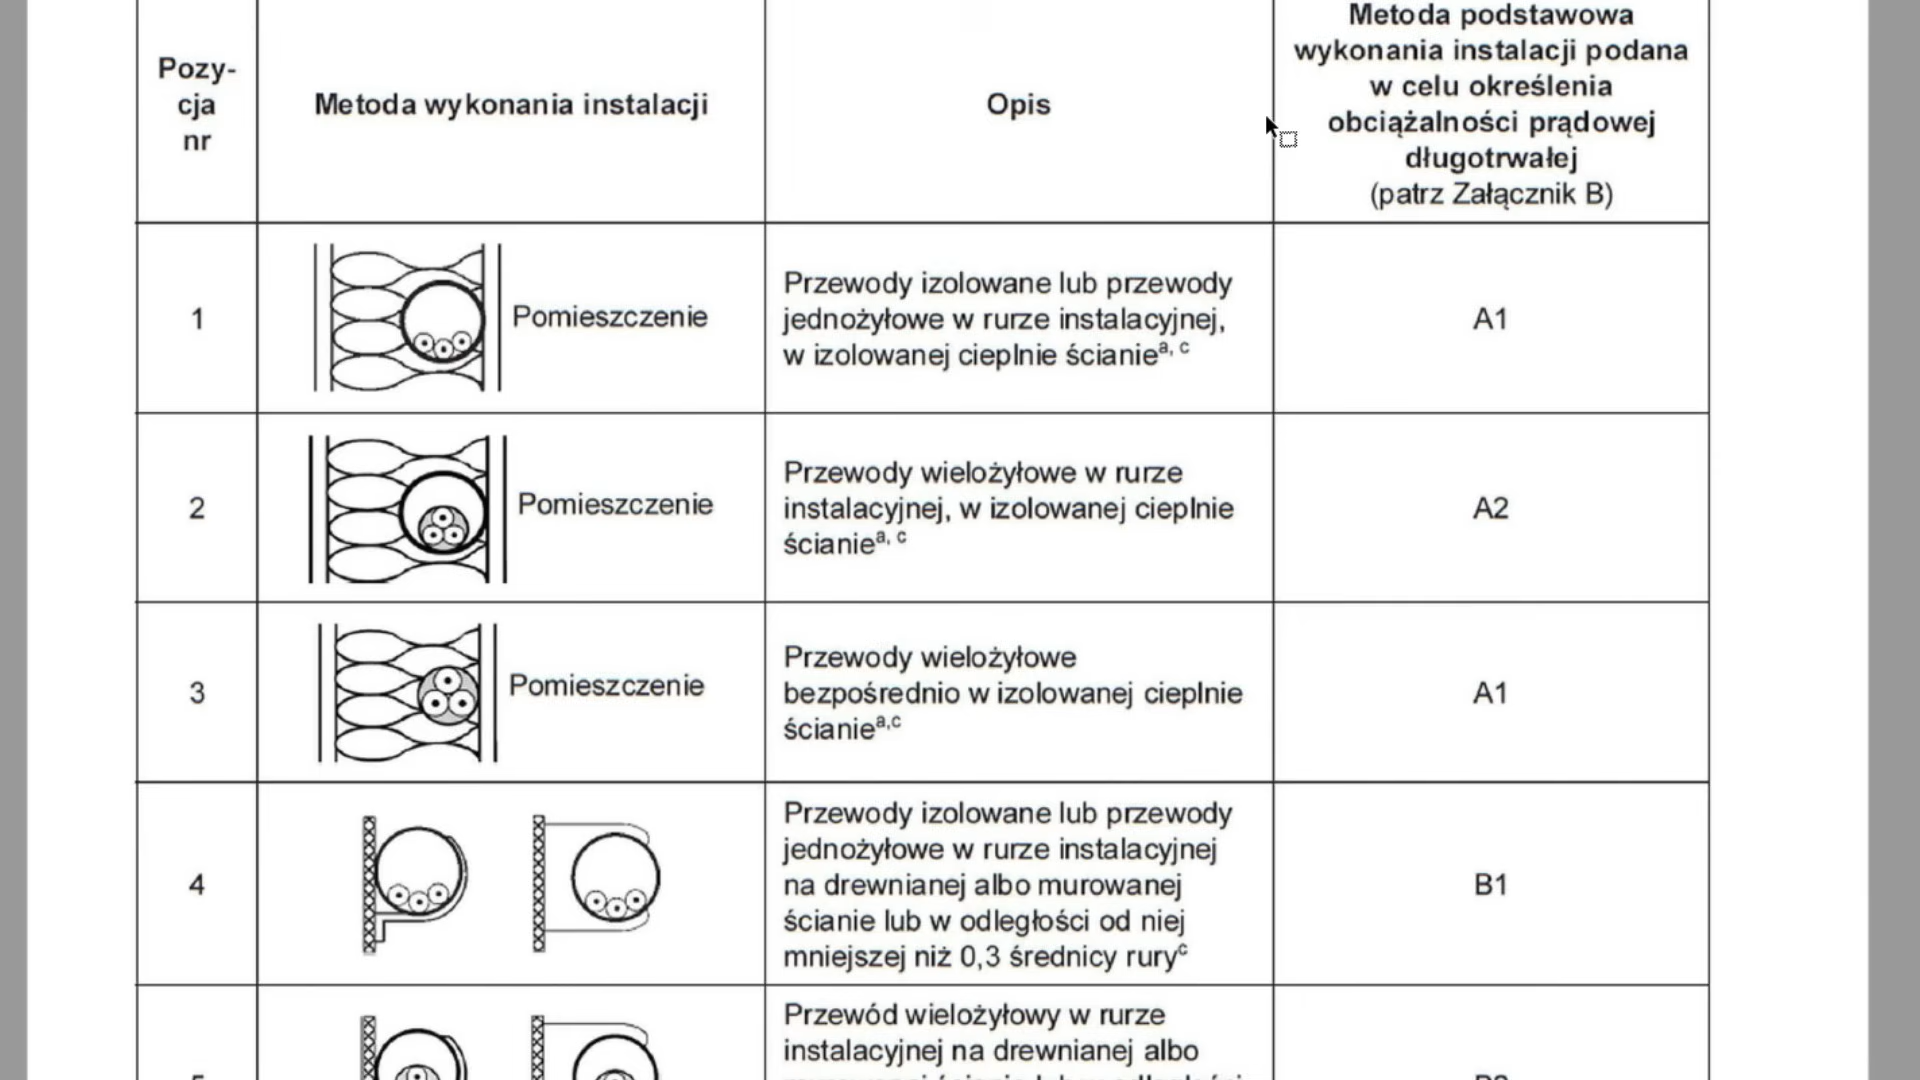 Pozy-
cja
nr
Metoda wykonania instalacji
Opis
Metoda podstawowa
wykonania instalacji podana
w celu określenia
obciążalności prądowej
długotrwałej
(patrz Załącznik B)
1
Pomieszczenie
Przewody izolowane lub przewody
jednożyłowe w rurze instalacyjnej,
w izolowanej cieplnie ścianie a, c
A1
2
Pomieszczenie
Przewody wielożyłowe w rurze
instalacyjnej, w izolowanej cieplnie
ścianie a, c
A2
3
Pomieszczenie
Przewody wielożyłowe
bezpośrednio w izolowanej cieplnie
ścianie a,c
A1
4
Przewody izolowane lub przewody
jednożyłowe w rurze instalacyjnej
na drewnianej albo murowanej
ścianie lub w odległości od niej
mniejszej niż 0,3 średnicy rury c
B1
Przewód wielożyłowy w rurze
instalacyjnej na drewnianej albo